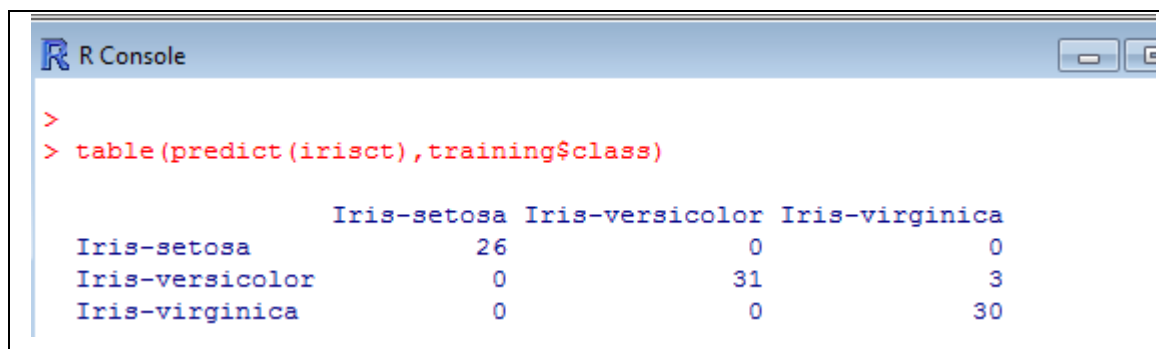 R Console
>
> table(predict(irisct),training$class)
Iris-setosa Iris-versicolor Iris-virginica
Iris-setosa 26 0 0
Iris-versicolor 0 31 3
Iris-virginica 0 0 30